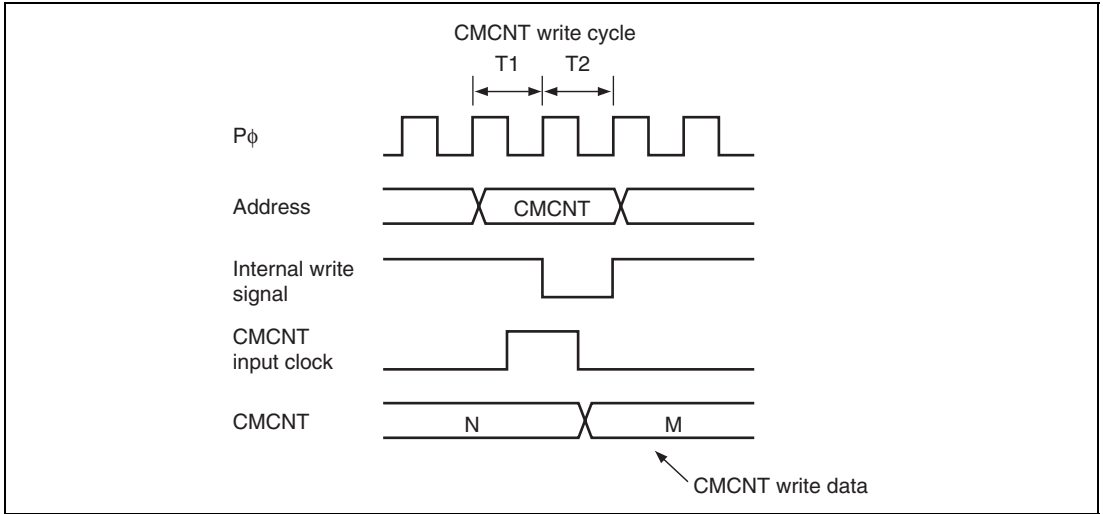 CMCNT write cycle
T1 T2
Pϕ
Address
CMCNT
Internal write
signal
CMCNT
input clock
CMCNT
N
M
CMCNT write data